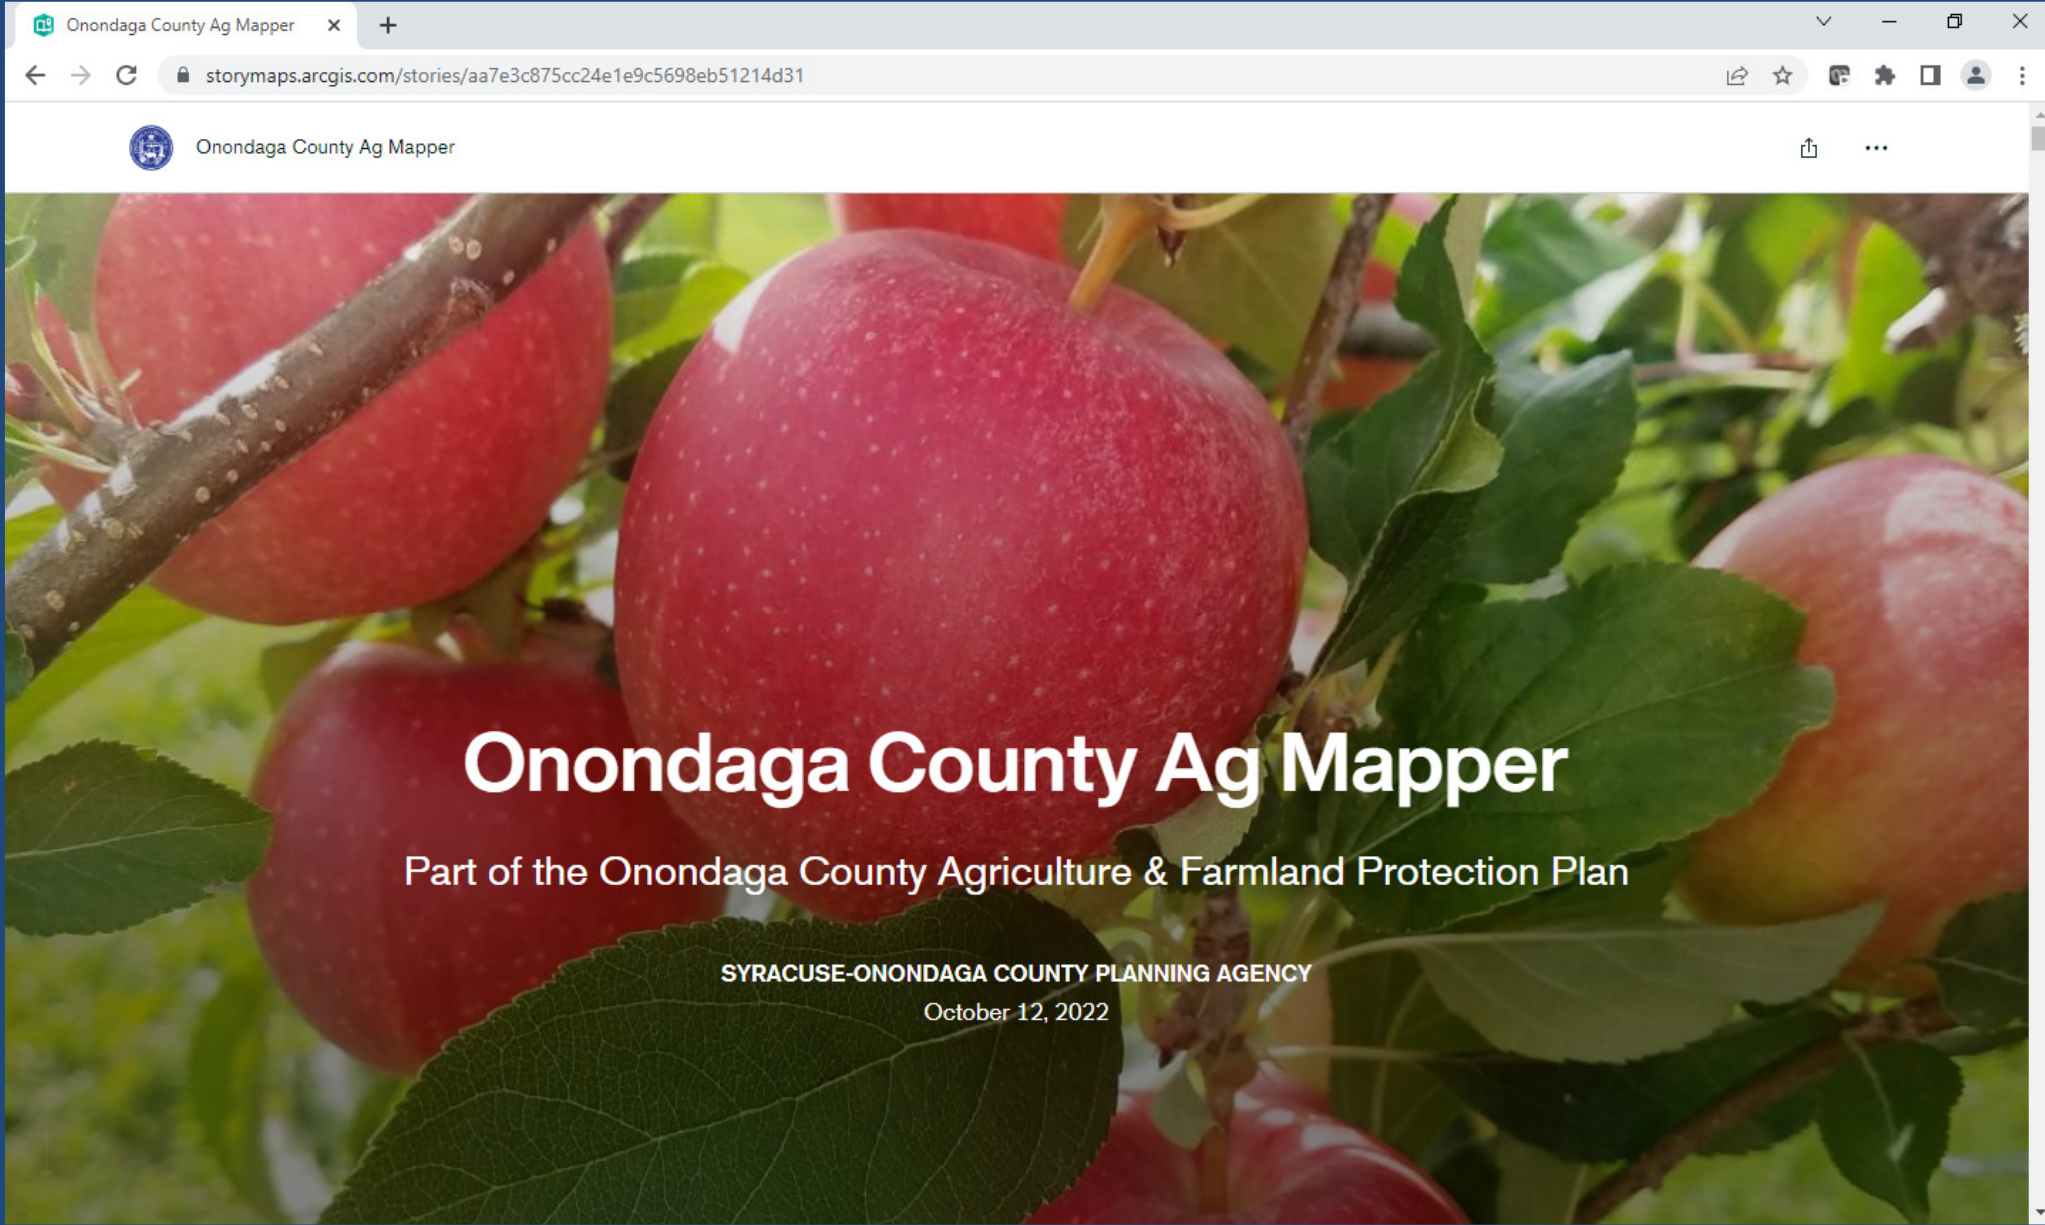 Onondaga County Ag Mapper
storymaps.arcgis.com/stories/aa7e3c875cc24e1e9c5698eb51214d31
Onondaga County Ag Mapper
Onondaga County Ag Mapper
Part of the Onondaga County Agriculture & Farmland Protection Plan
SYRACUSE-ONONDAGA COUNTY PLANNING AGENCY
October 12, 2022